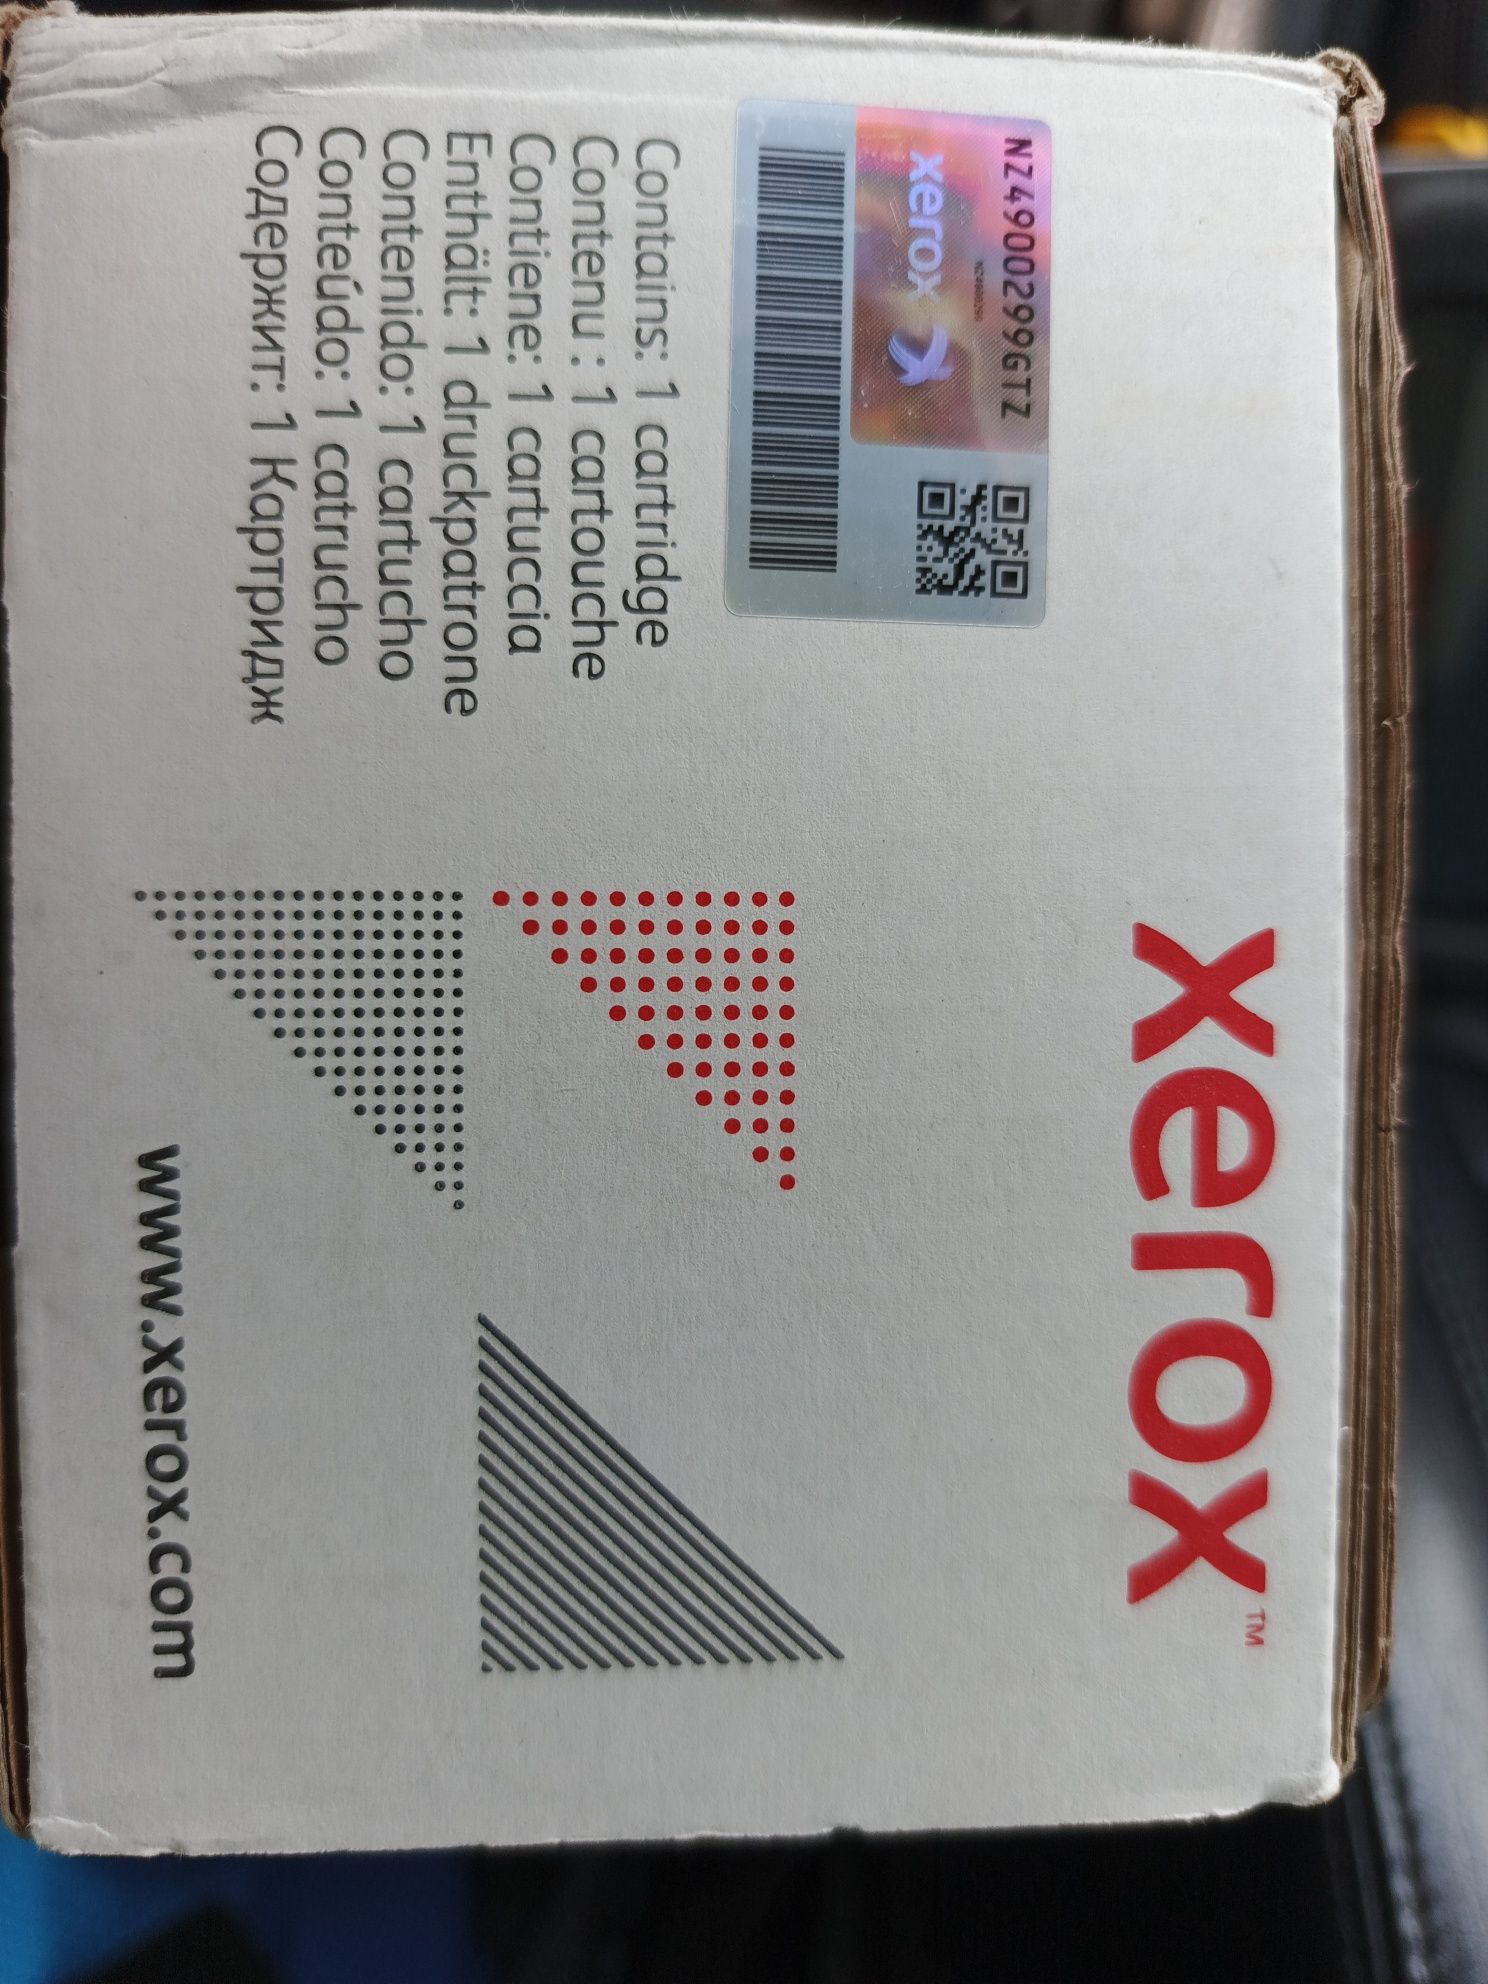 NZ4900299GTZ
xerox
xerox™
Contains: 1 cartridge
Contenu : 1 cartouche
Contiene: 1 cartuccia
Enthält: 1 druckpatrone
Contenido: 1 cartucho
Conteúdo: 1 catrucho
Содержит: 1 Картридж
www.xerox.com